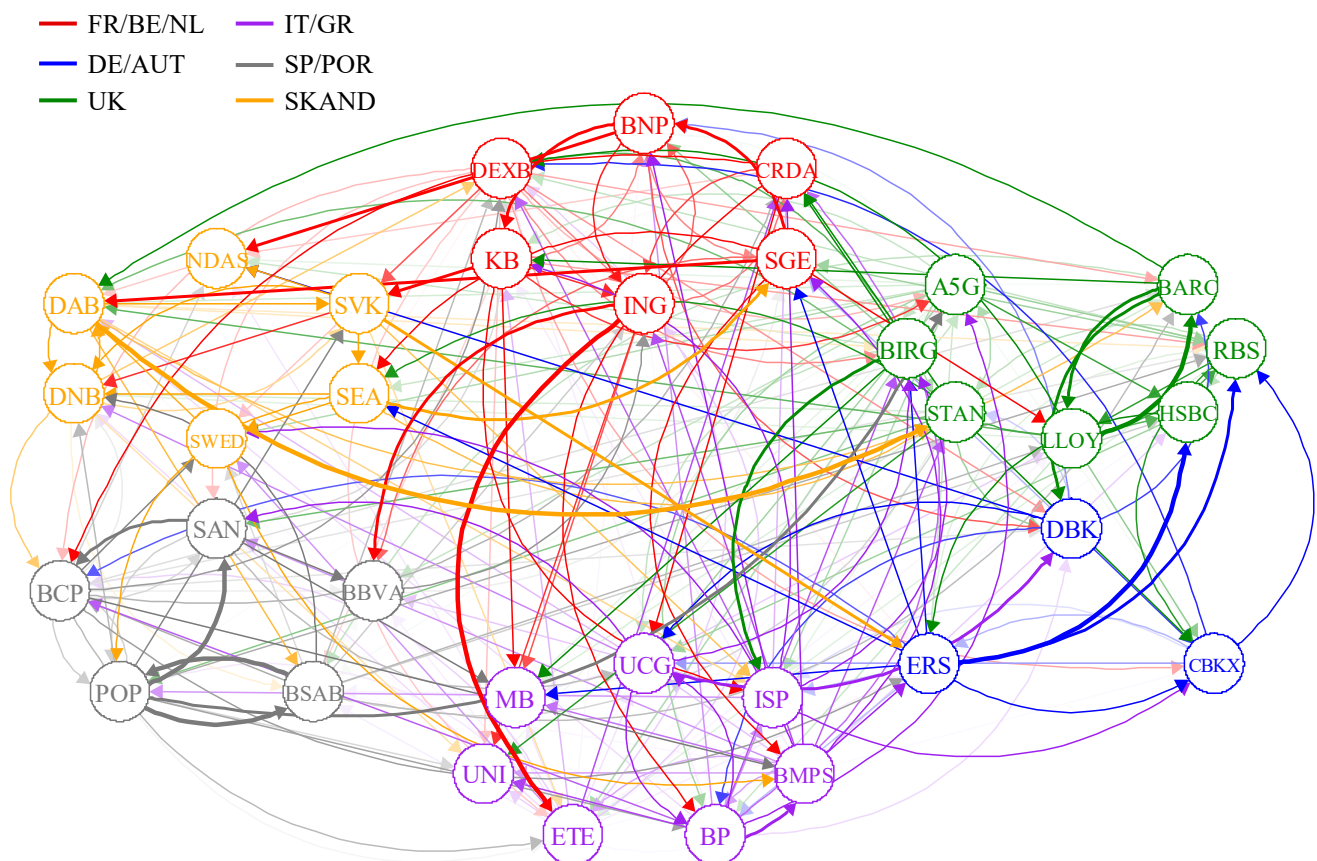 FR/BE/NL IT/GR
DE/AUT SP/POR
UK SKAND
BNP
DEXB CRDA
NDAS KB SGE
DAB SVK ING A5G BARC
BIRG RBS
DNB SEA STAN HSBC
SWED LLOY
SAN DBK
BCP BBVA
POP BSAB MB UCG ISP ERS CBKX
UNI BMPS
ETE BP